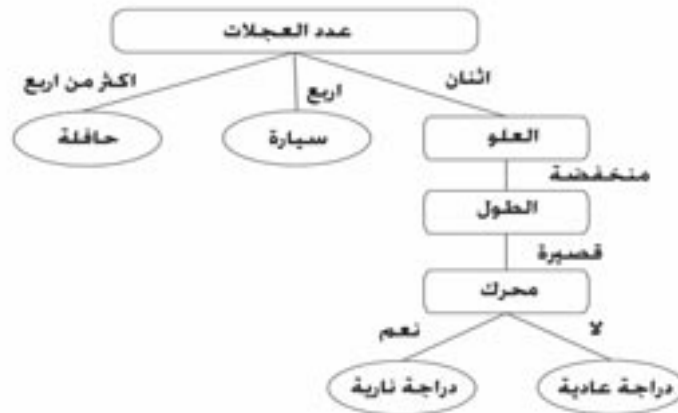 عدد العجلات
اثنان
اربع
اكثر من اربع
العلو
سيارة
حافلة
منخفضة
الطول
قصيرة
محرك
لا
نعم
دراجة عادية
دراجة نارية